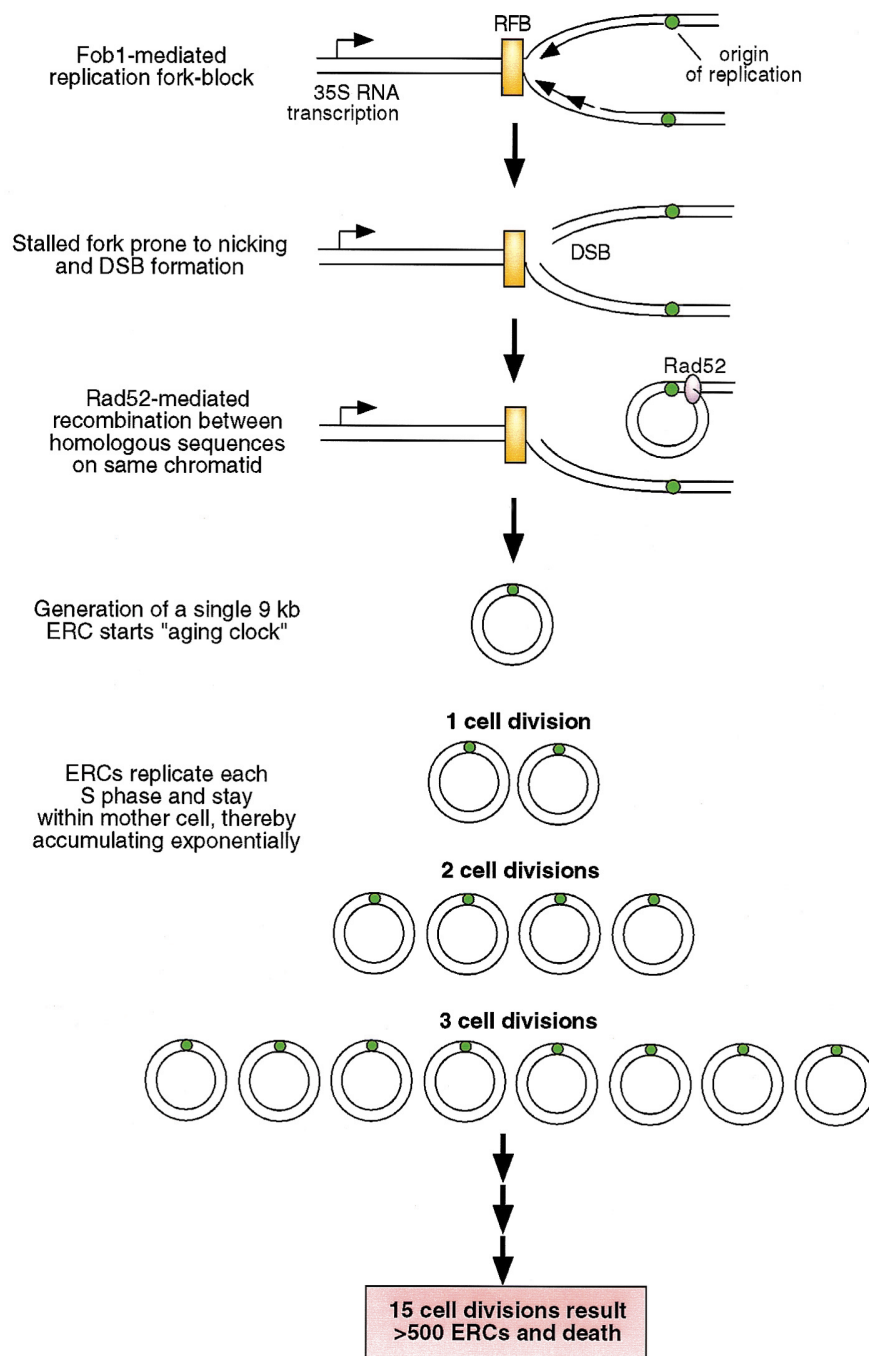 Fob1-mediated
replication fork-block
RFB
origin
of replication
35S RNA
transcription
Stalled fork prone to nicking
and DSB formation
DSB
Rad52-mediated
recombination between
homologous sequences
on same chromatid
Rad52
Generation of a single 9 kb
ERC starts "aging clock"
1 cell division
ERCs replicate each
S phase and stay
within mother cell, thereby
accumulating exponentially
2 cell divisions
3 cell divisions
15 cell divisions result
>500 ERCs and death